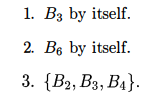 1. B₃ by itself.
2. B₆ by itself.
3. {B₂, B₃, B₄}.